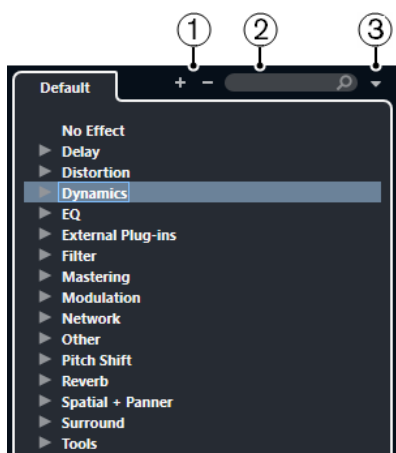 1 2 3
Default + −
No Effect
Delay
Distortion
Dynamics
EQ
External Plug-ins
Filter
Mastering
Modulation
Network
Other
Pitch Shift
Reverb
Spatial + Panner
Surround
Tools